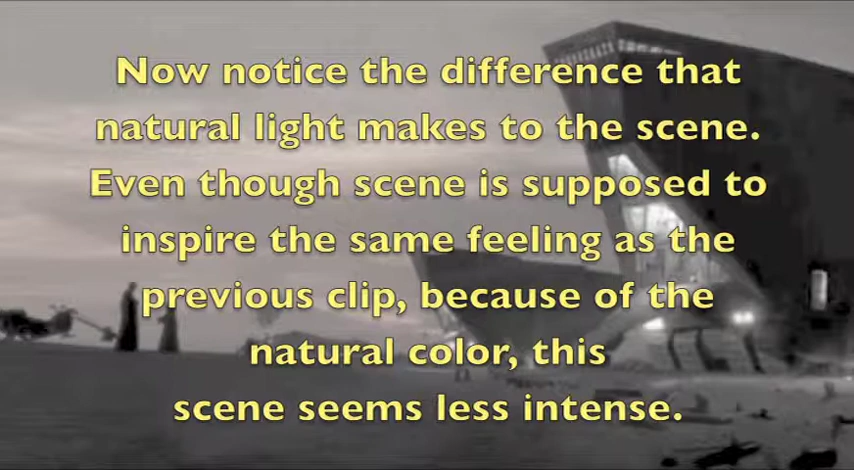 Now notice the difference that
natural light makes to the scene.
Even though scene is supposed to
inspire the same feeling as the
previous clip, because of the
natural color, this
scene seems less intense.